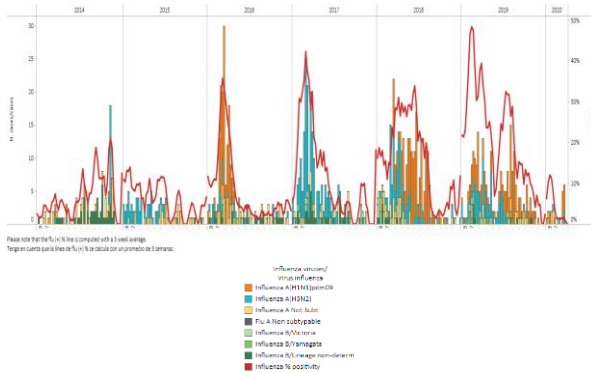 2014 2015 2016 2017 2018 2019 2020
N cases/casos
30
25
20
15
10
5
0
50%
40%
30%
20%
10%
0%
Please note that the flu (+) % line is computed with a 3 week average.
Tenga en cuenta que la línea de flu (+) % se calcula con un promedio de 3 semanas.
Influenza viruses/
Virus influenza
Influenza A(H1N1)pdm09
Influenza A(H3N2)
Influenza A Not Subt
Flu A Non subtypable
Influenza B/Victoria
Influenza B/Yamagata
Influenza B/Lineage non-determ
Influenza % positivity